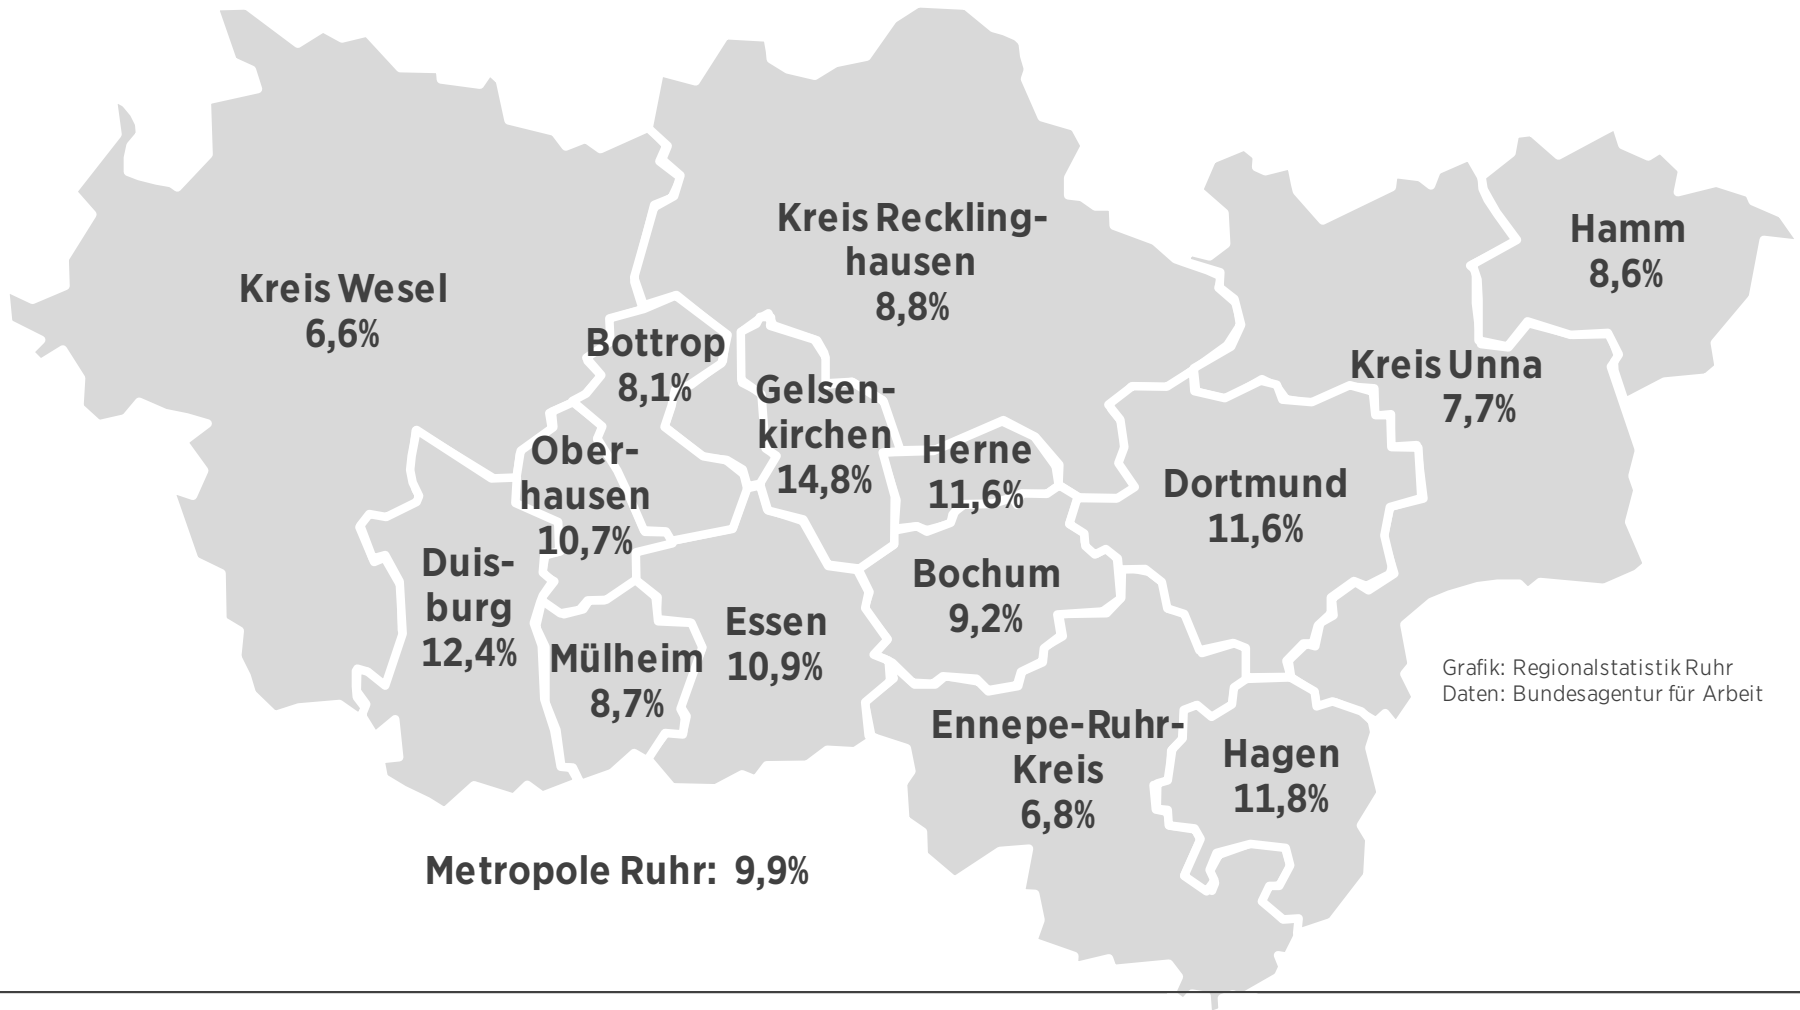 Kreis Reckling-
hausen
8,8%
Hamm
8,6%
Kreis Wesel
6,6%
Bottrop
8,1%
Kreis Unna
7,7%
Gelsen-
kirchen
14,8%
Herne
11,6%
Ober-
hausen
10,7%
Dortmund
11,6%
Duis-
burg
12,4%
Bochum
9,2%
Essen
10,9%
Mülheim
8,7%
Grafik: Regionalstatistik Ruhr
Daten: Bundesagentur für Arbeit
Ennepe-Ruhr-
Kreis
6,8%
Hagen
11,8%
Metropole Ruhr: 9,9%